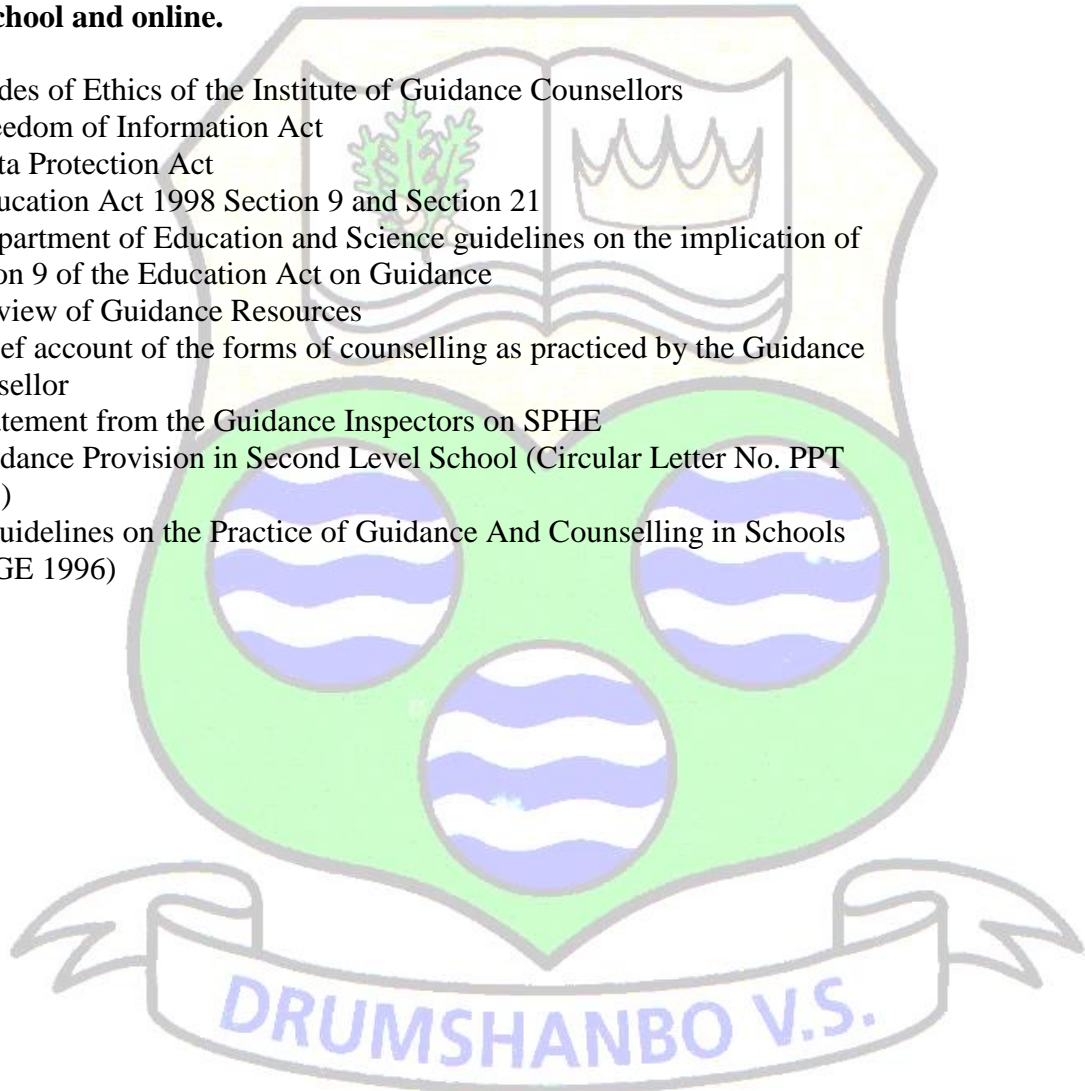 chool and online.
des of Ethics of the Institute of Guidance Counsellors
eedom of Information Act
ta Protection Act
ucation Act 1998 Section 9 and Section 21
partment of Education and Science guidelines on the implication of
on 9 of the Education Act on Guidance
view of Guidance Resources
ef account of the forms of counselling as practiced by the Guidance
sellor
tement from the Guidance Inspectors on SPHE
dance Provision in Second Level School (Circular Letter No. PPT
)
uidelines on the Practice of Guidance And Counselling in Schools
GE 1996)
DRUMSHANBO V.S.